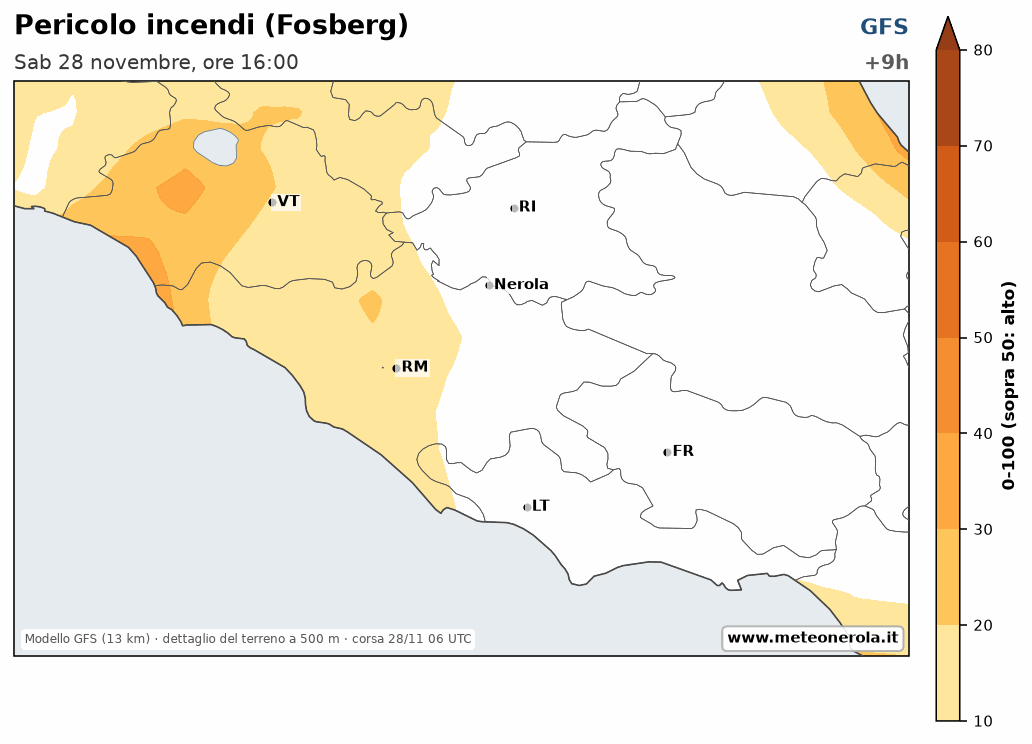 Pericolo incendi (Fosberg)
GFS
Sab 28 novembre, ore 16:00
+9h
80
70
60
50
40
30
20
10
0-100 (sopra 50: alto)
VT
RI
Nerola
RM
FR
LT
Modello GFS (13 km) · dettaglio del terreno a 500 m · corsa 28/11 06 UTC
www.meteonerola.it